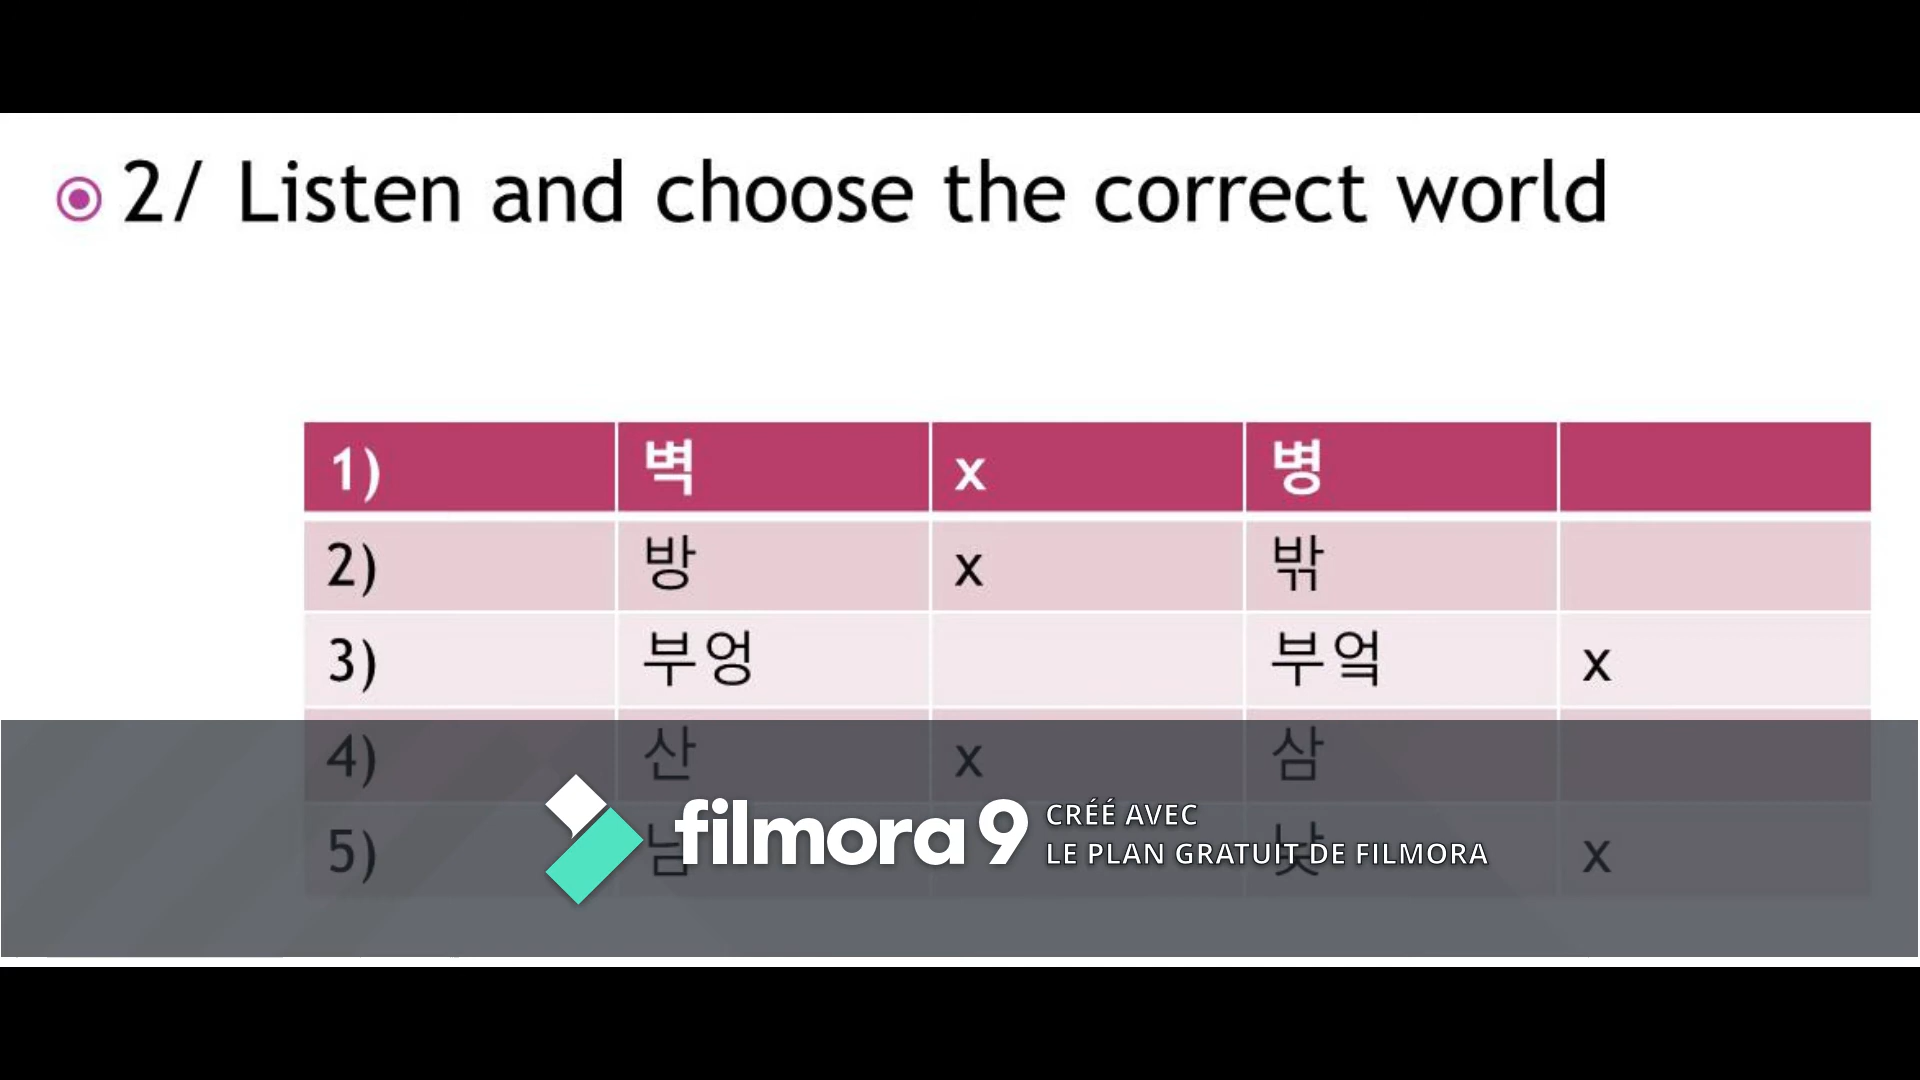 2/ Listen and choose the correct world
1) 벽 x 병
2) 방 x 밖
3) 부엉 부엌 x
4) 산 x 삼
5) 낮 x
filmora9
CRÉÉ AVEC
LE PLAN GRATUIT DE FILMORA